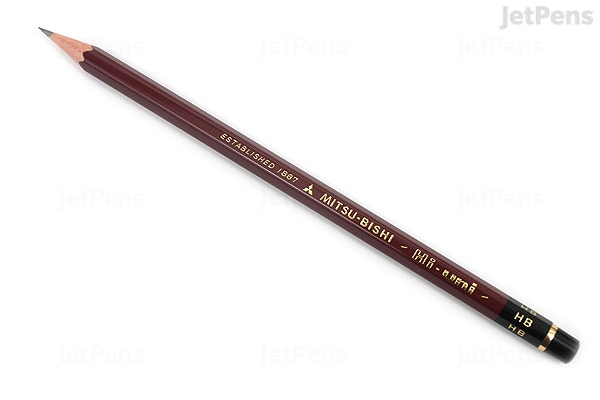 JetPens
ESTABLISHED 1887 MITSU-BISHI – Hi-uni –
HB
HB